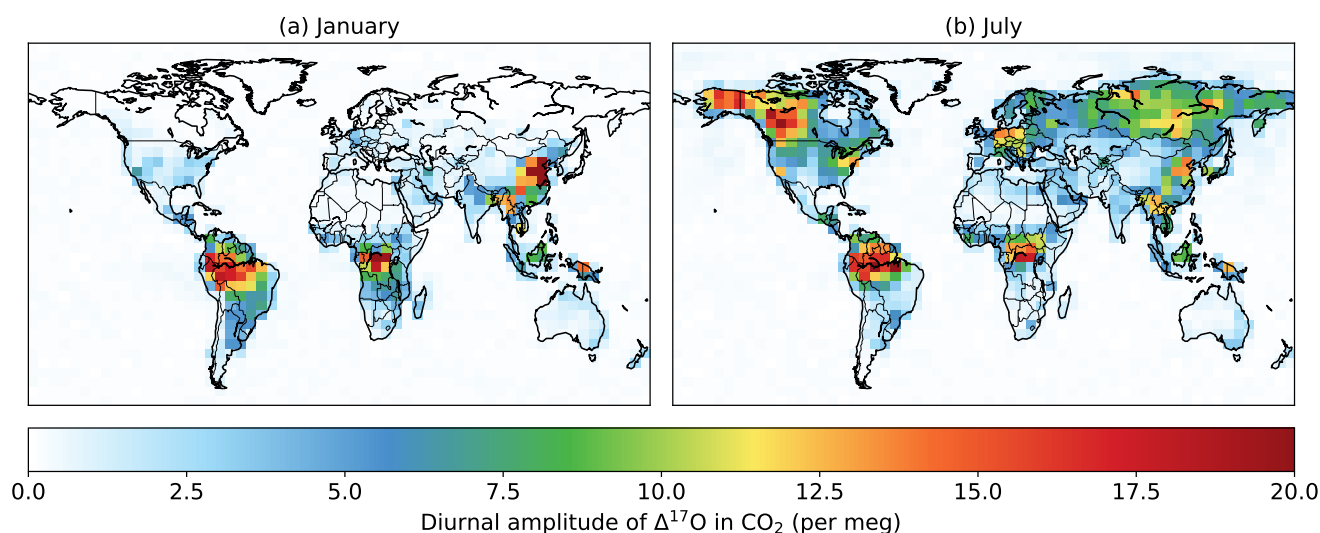 (a) January
(b) July
0.0 2.5 5.0 7.5 10.0 12.5 15.0 17.5 20.0
Diurnal amplitude of Δ¹⁷O in CO₂ (per meg)